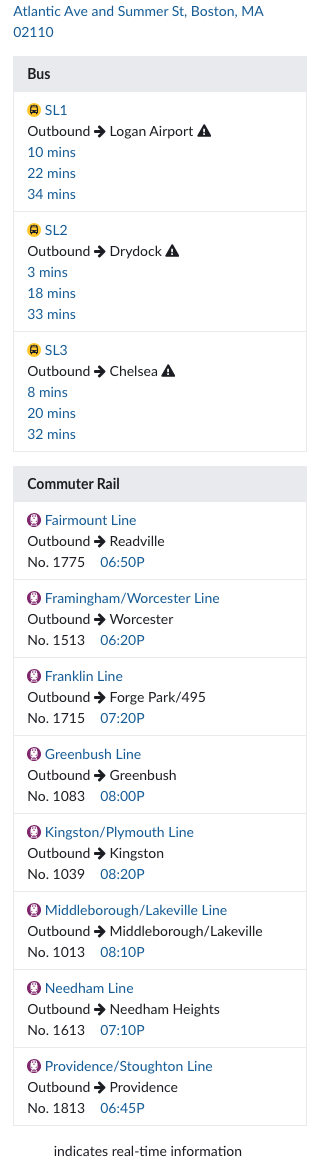 Atlantic Ave and Summer St, Boston, MA
02110
Bus
SL1
Outbound → Logan Airport
10 mins
22 mins
34 mins
SL2
Outbound → Drydock
3 mins
18 mins
33 mins
SL3
Outbound → Chelsea
8 mins
20 mins
32 mins
Commuter Rail
Fairmount Line
Outbound → Readville
No. 1775 06:50P
Framingham/Worcester Line
Outbound → Worcester
No. 1513 06:20P
Franklin Line
Outbound → Forge Park/495
No. 1715 07:20P
Greenbush Line
Outbound → Greenbush
No. 1083 08:00P
Kingston/Plymouth Line
Outbound → Kingston
No. 1039 08:20P
Middleborough/Lakeville Line
Outbound → Middleborough/Lakeville
No. 1013 08:10P
Needham Line
Outbound → Needham Heights
No. 1613 07:10P
Providence/Stoughton Line
Outbound → Providence
No. 1813 06:45P
indicates real-time information